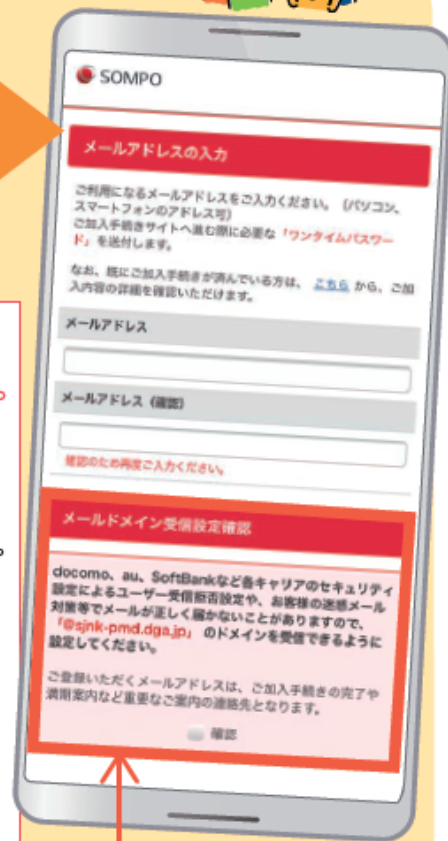 SOMPO
メールアドレスの入力
ご利用になるメールアドレスをご入力ください。（パソコン、
スマートフォンのアドレス可）
ご加入手続きサイトへ進む際に必要な「ワンタイムパスワー
ド」を送付します。
なお、既にご加入手続きが済んでいる方は、 こちら から、ご加
入内容の詳細を確認いただけます。
メールアドレス
メールアドレス（確認）
確認のため再度ご入力ください。
メールドメイン受信設定確認
docomo、au、SoftBankなど各キャリアのセキュリティ
設定によるユーザー受信拒否設定や、お客様の迷惑メール
対策等でメールが正しく届かないことがありますので、
「@sjnk-pmd.dga.jp」 のドメインを受信できるように
設定してください。
ご登録いただくメールアドレスは、ご加入手続きの完了や
満期案内など重要なご案内の連絡先となります。
確認